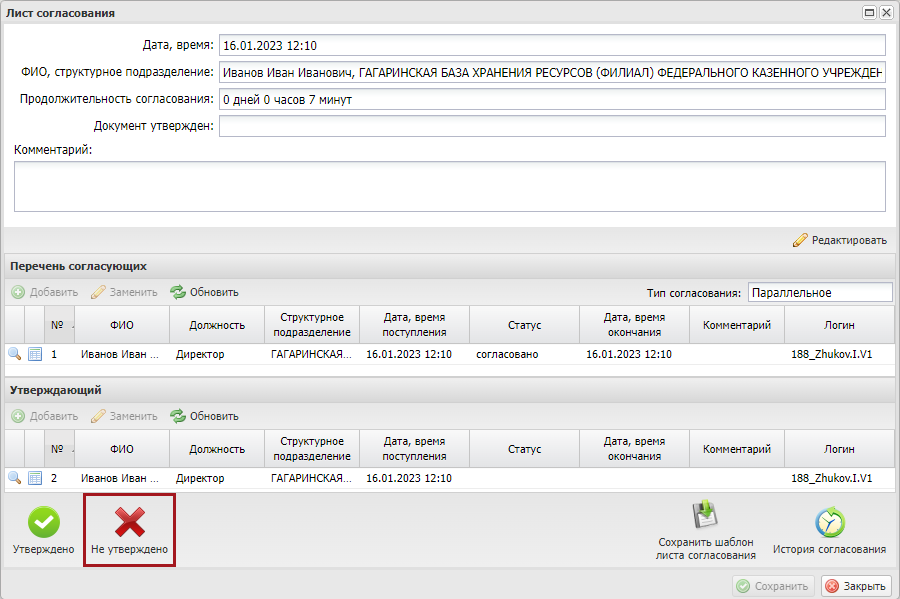 Лист согласования
Дата, время: 16.01.2023 12:10
ФИО, структурное подразделение: Иванов Иван Иванович, ГАГАРИНСКАЯ БАЗА ХРАНЕНИЯ РЕСУРСОВ (ФИЛИАЛ) ФЕДЕРАЛЬНОГО КАЗЕННОГО УЧРЕЖДЕН
Продолжительность согласования: 0 дней 0 часов 7 минут
Документ утвержден:
Комментарий:
Редактировать
Перечень согласующих
Добавить Заменить Обновить Тип согласования: Параллельное
№ ФИО Должность Структурное подразделение Дата, время поступления Статус Дата, время окончания Комментарий Логин
1 Иванов Иван ... Директор ГАГАРИНСКАЯ... 16.01.2023 12:10 согласовано 16.01.2023 12:10 188_Zhukov.I.V1
Утверждающий
Добавить Заменить Обновить
№ ФИО Должность Структурное подразделение Дата, время поступления Статус Дата, время окончания Комментарий Логин
2 Иванов Иван ... Директор ГАГАРИНСКАЯ... 16.01.2023 12:10 188_Zhukov.I.V1
Утверждено Не утверждено Сохранить шаблон листа согласования История согласования
Сохранить Закрыть